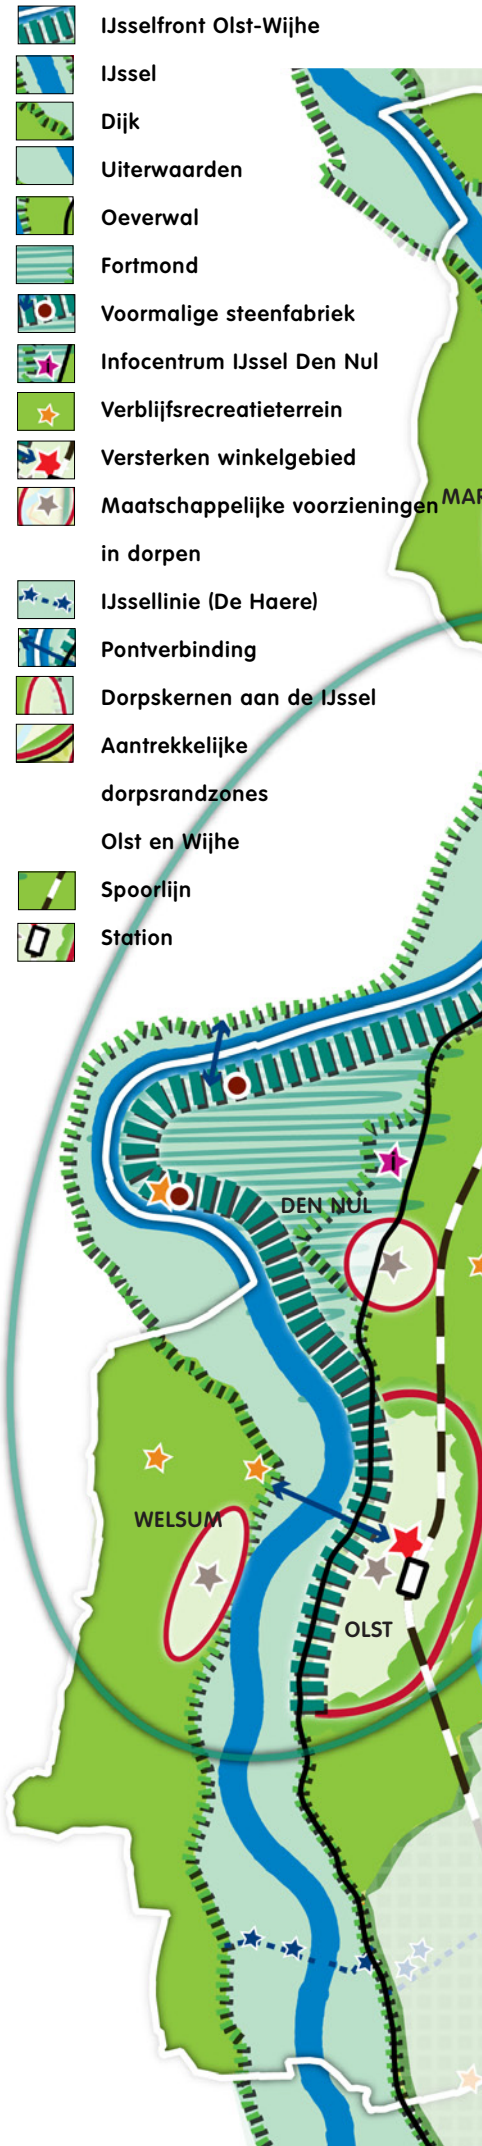 IJsselfront Olst-Wijhe
IJssel
Dijk
Uiterwaarden
Oeverwal
Fortmond
Voormalige steenfabriek
Infocentrum IJssel Den Nul
Verblijfsrecreatieterrein
Versterken winkelgebied
Maatschappelijke voorzieningen
in dorpen
IJssellinie (De Haere)
Pontverbinding
Dorpskernen aan de IJssel
Aantrekkelijke
dorpsrandzones
Olst en Wijhe
Spoorlijn
Station
MAR
i
DEN NUL
WELSUM
OLST